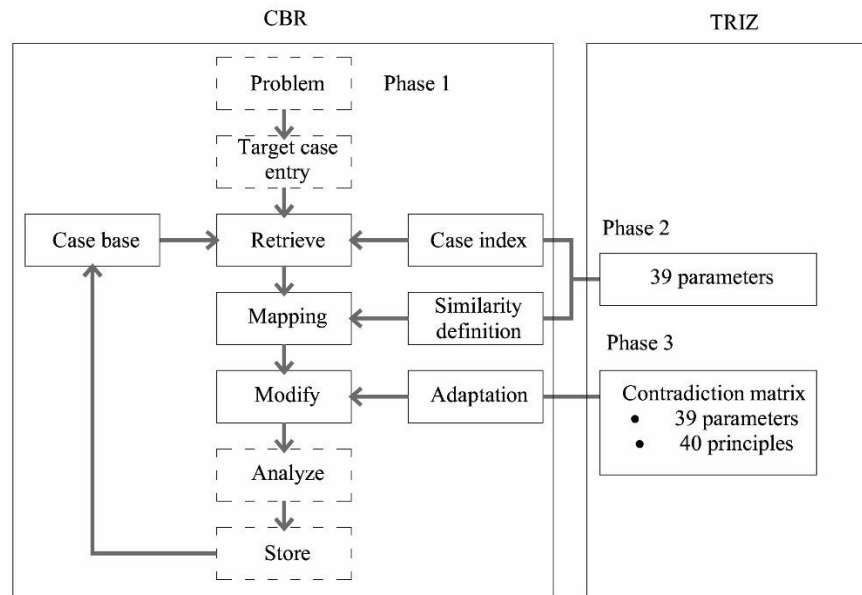 CBR
TRIZ
Problem
Phase 1
Target case
entry
Case base
Retrieve
Case index
Phase 2
39 parameters
Mapping
Similarity
definition
Phase 3
Modify
Adaptation
Contradiction matrix
• 39 parameters
• 40 principles
Analyze
Store